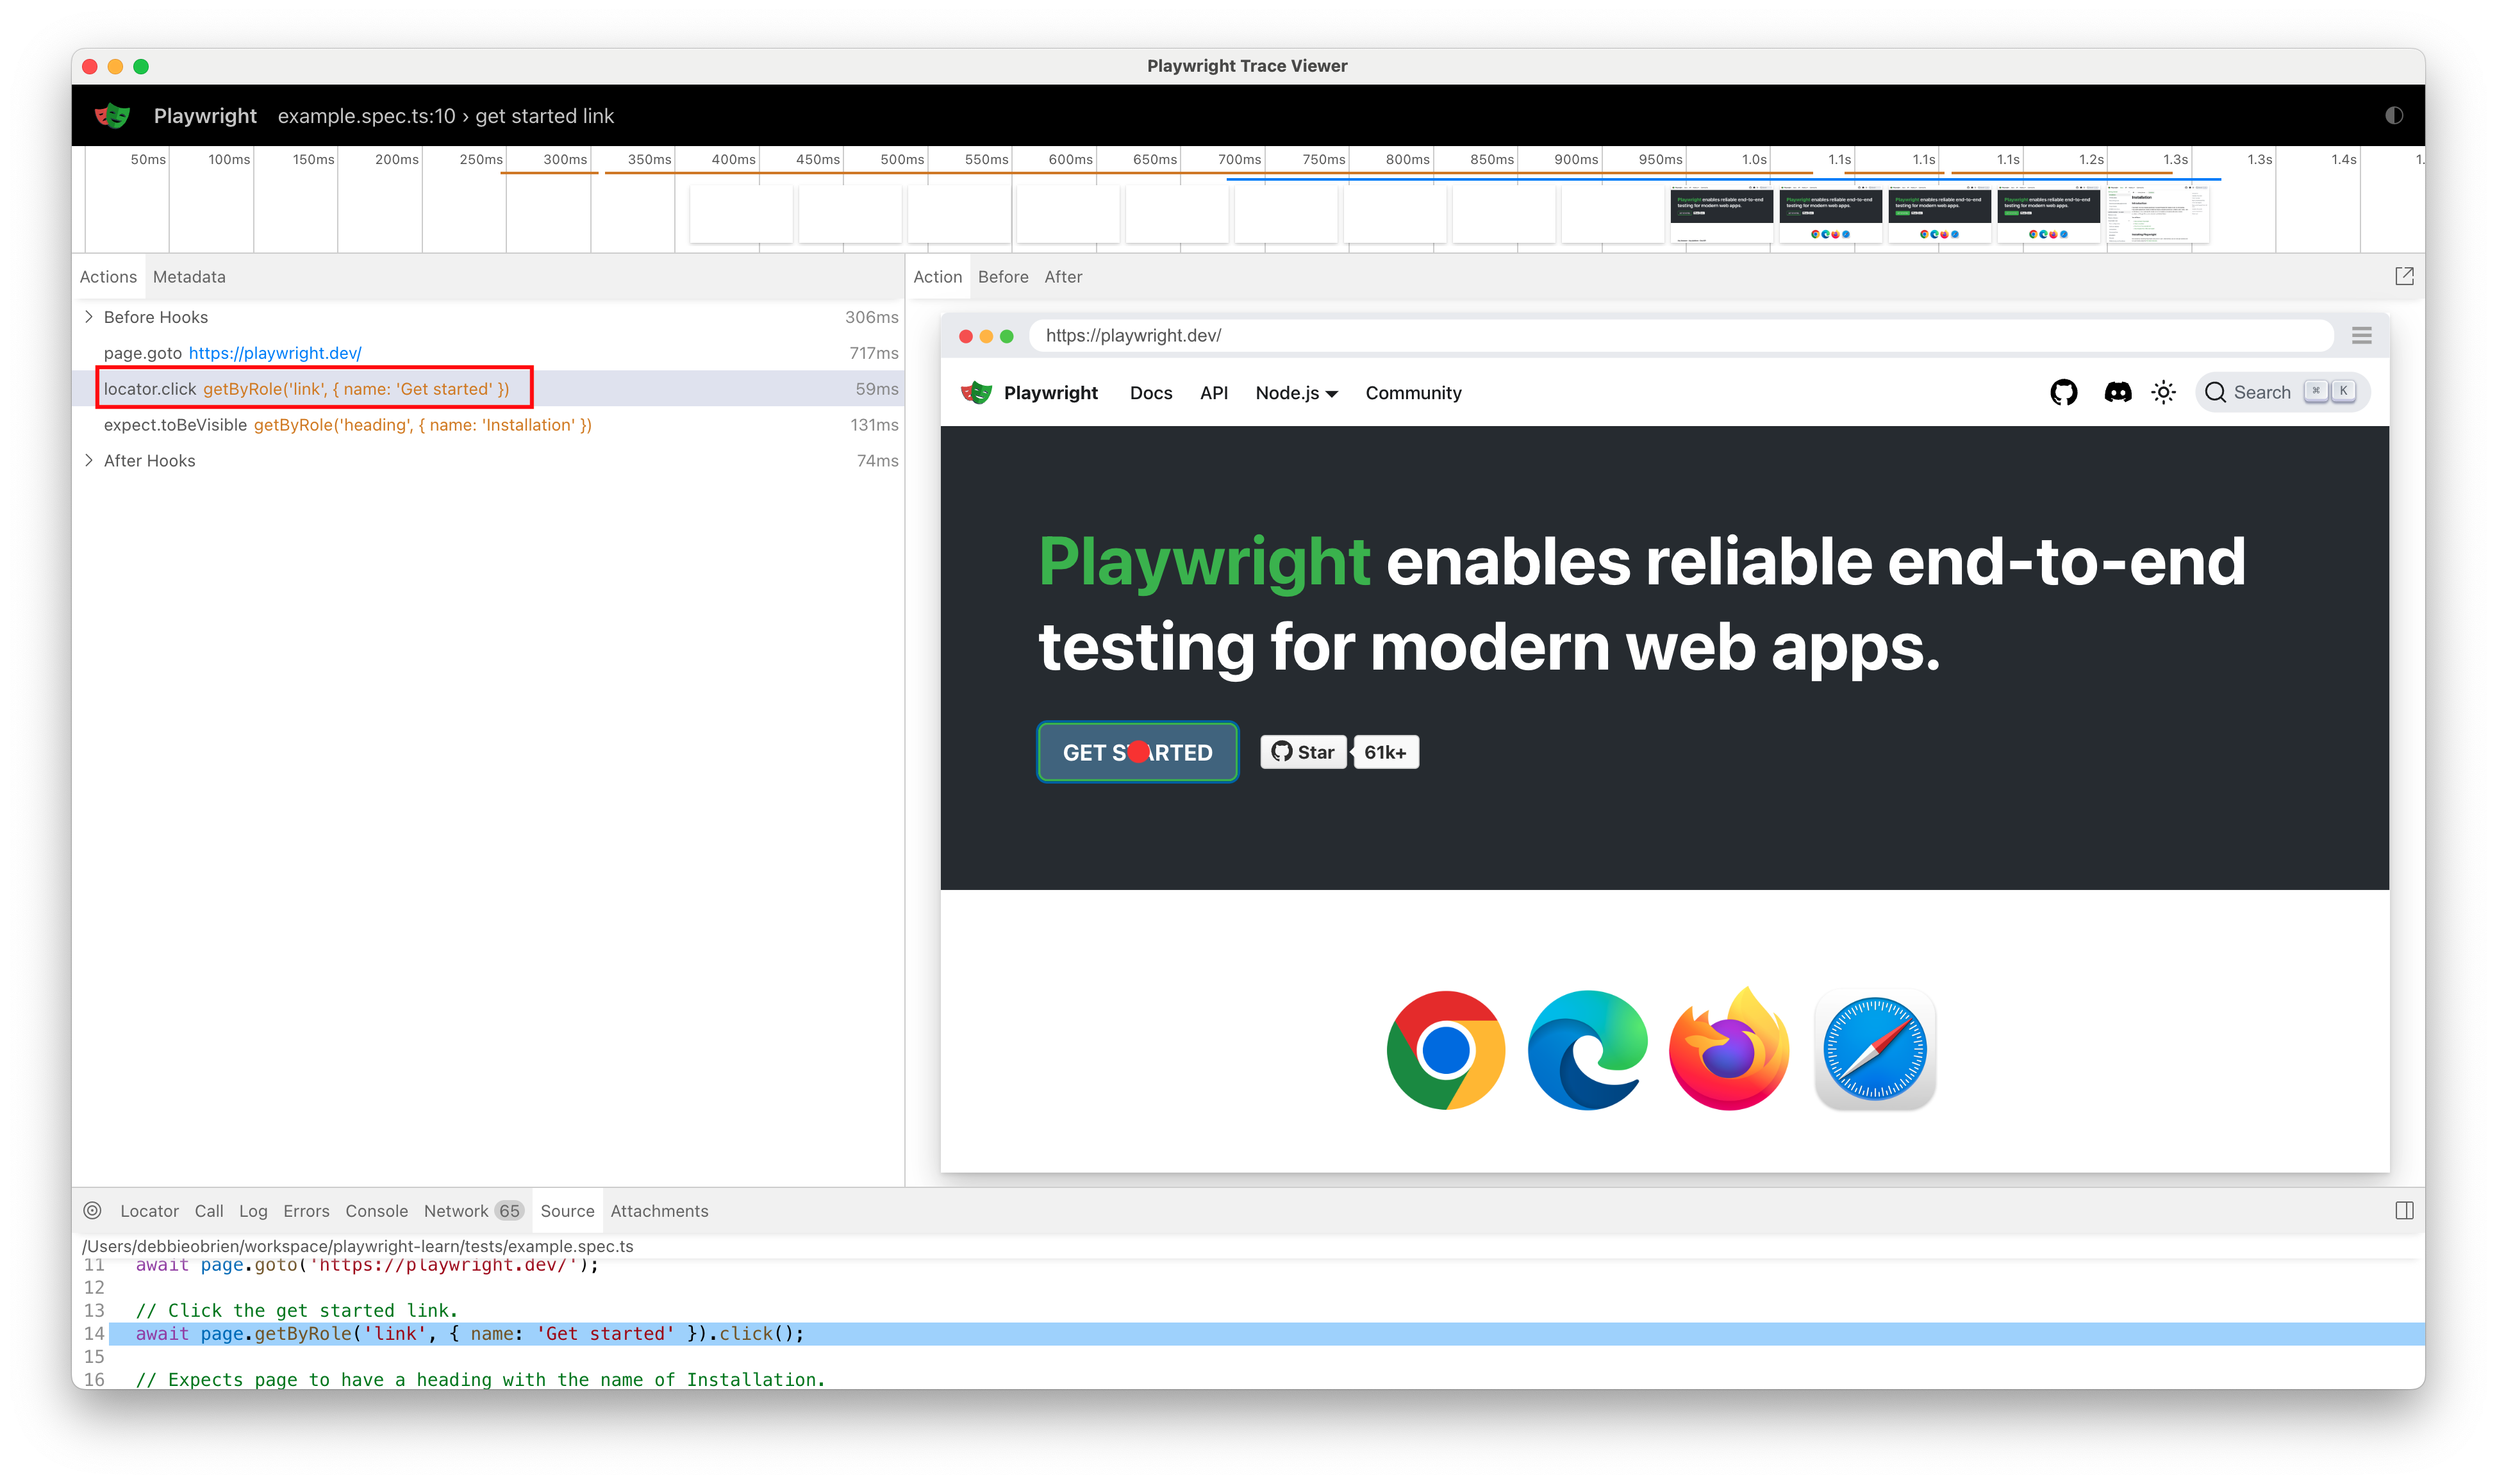 Playwright Trace Viewer
Playwright example.spec.ts:10 › get started link
50ms 100ms 150ms 200ms 250ms 300ms 350ms 400ms 450ms 500ms 550ms 600ms 650ms 700ms 750ms 800ms 850ms 900ms 950ms 1.0s 1.1s 1.1s 1.1s 1.2s 1.3s 1.3s 1.4s 1.
Actions Metadata
Before Hooks 306ms
page.goto https://playwright.dev/ 717ms
locator.click getByRole('link', { name: 'Get started' }) 59ms
expect.toBeVisible getByRole('heading', { name: 'Installation' }) 131ms
After Hooks 74ms
Action Before After
https://playwright.dev/
Playwright Docs API Node.js Community Search ⌘ K
Playwright enables reliable end-to-end
testing for modern web apps.
GET STARTED Star 61k+
Locator Call Log Errors Console Network 65 Source Attachments
/Users/debbieobrien/workspace/playwright-learn/tests/example.spec.ts
11 await page.goto('https://playwright.dev/');
12
13 // Click the get started link.
14 await page.getByRole('link', { name: 'Get started' }).click();
15
16 // Expects page to have a heading with the name of Installation.